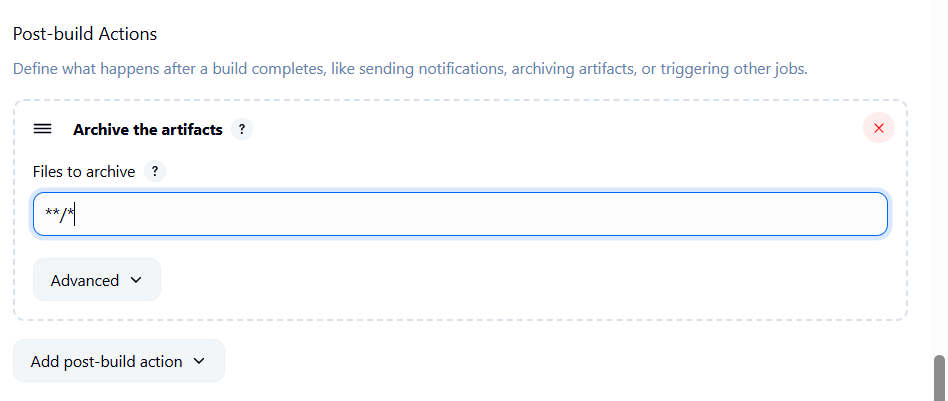 Post-build Actions
Define what happens after a build completes, like sending notifications, archiving artifacts, or triggering other jobs.
Archive the artifacts ?
Files to archive ?
**/*
Advanced
Add post-build action